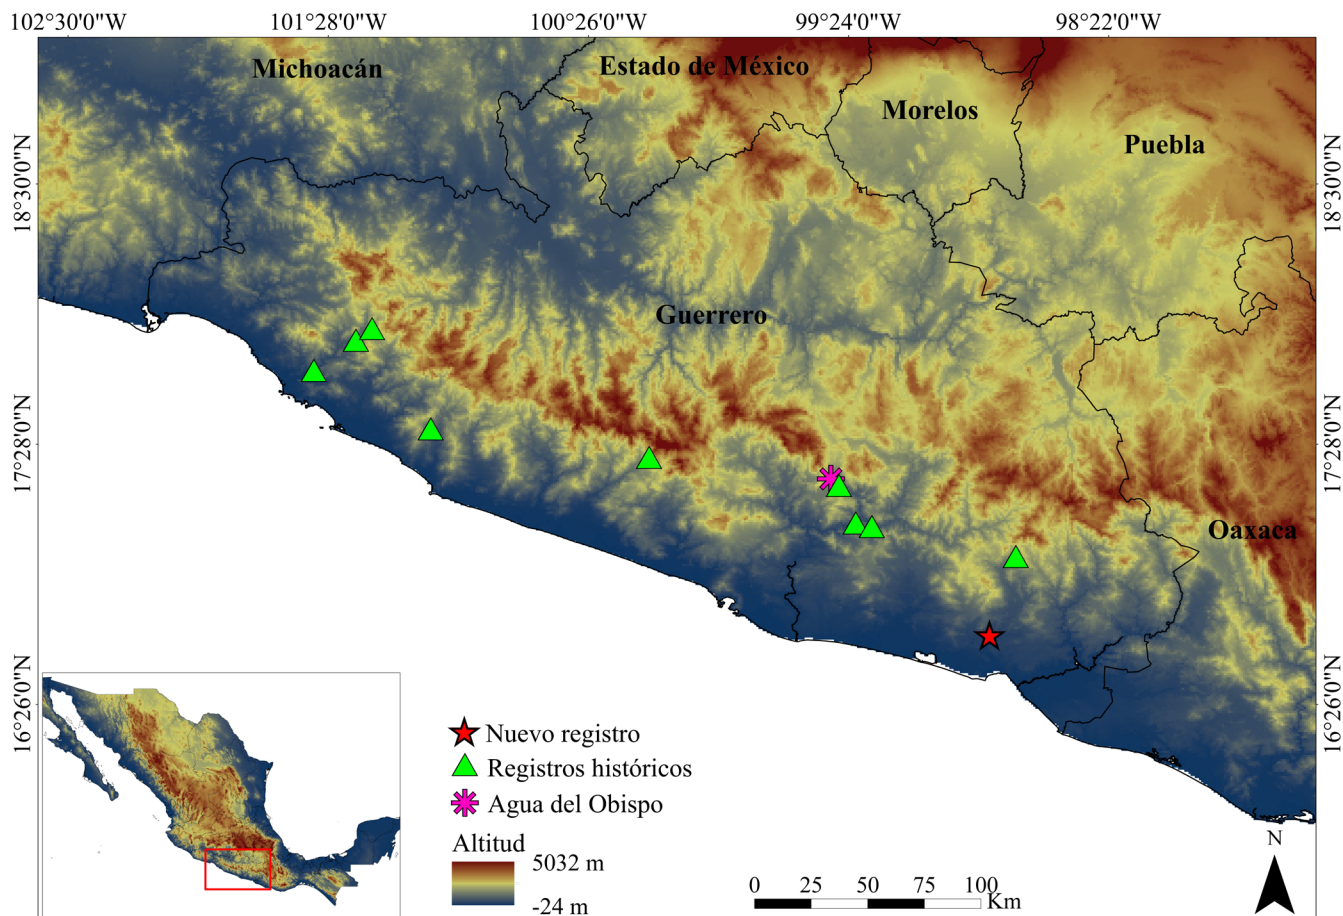 102°30'0"W 101°28'0"W 100°26'0"W 99°24'0"W 98°22'0"W
Michoacán
Estado de México
Morelos
Puebla
18°30'0"N
18°30'0"N
Guerrero
17°28'0"N
17°28'0"N
Oaxaca
16°26'0"N
16°26'0"N
Nuevo registro
Registros históricos
Agua del Obispo
Altitud
5032 m
-24 m
0 25 50 75 100
Km
N